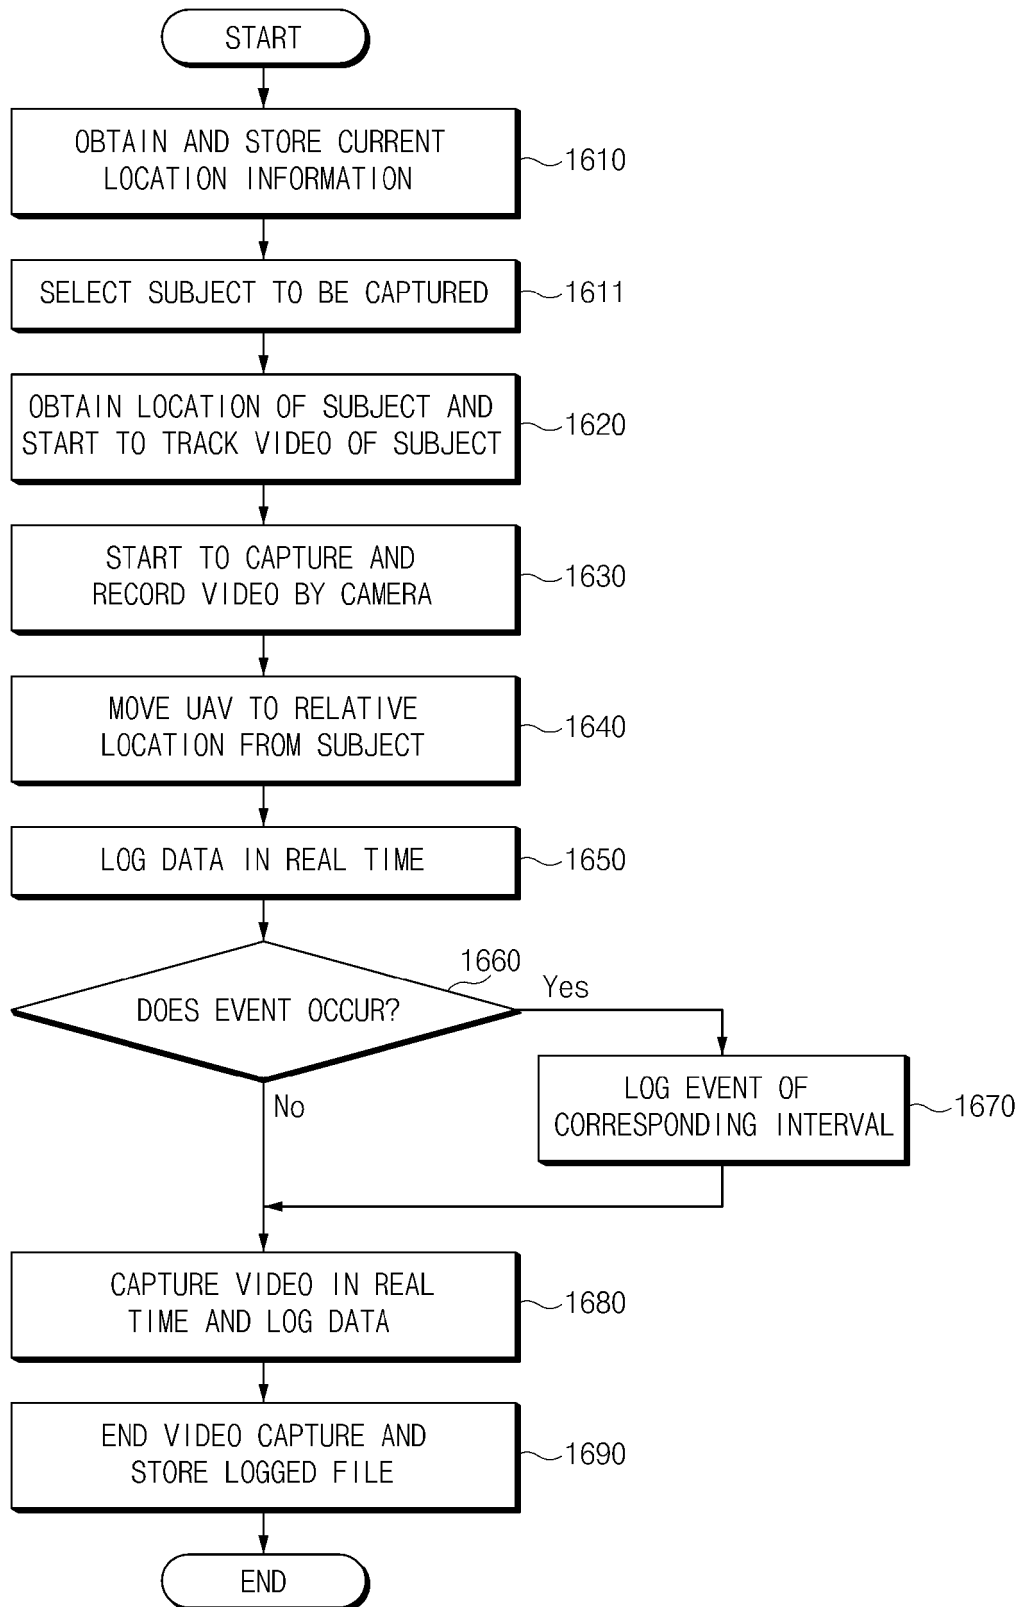 START
OBTAIN AND STORE CURRENT
LOCATION INFORMATION
1610
SELECT SUBJECT TO BE CAPTURED
1611
OBTAIN LOCATION OF SUBJECT AND
START TO TRACK VIDEO OF SUBJECT
1620
START TO CAPTURE AND
RECORD VIDEO BY CAMERA
1630
MOVE UAV TO RELATIVE
LOCATION FROM SUBJECT
1640
LOG DATA IN REAL TIME
1650
DOES EVENT OCCUR?
1660
Yes
No
LOG EVENT OF
CORRESPONDING INTERVAL
1670
CAPTURE VIDEO IN REAL
TIME AND LOG DATA
1680
END VIDEO CAPTURE AND
STORE LOGGED FILE
1690
END